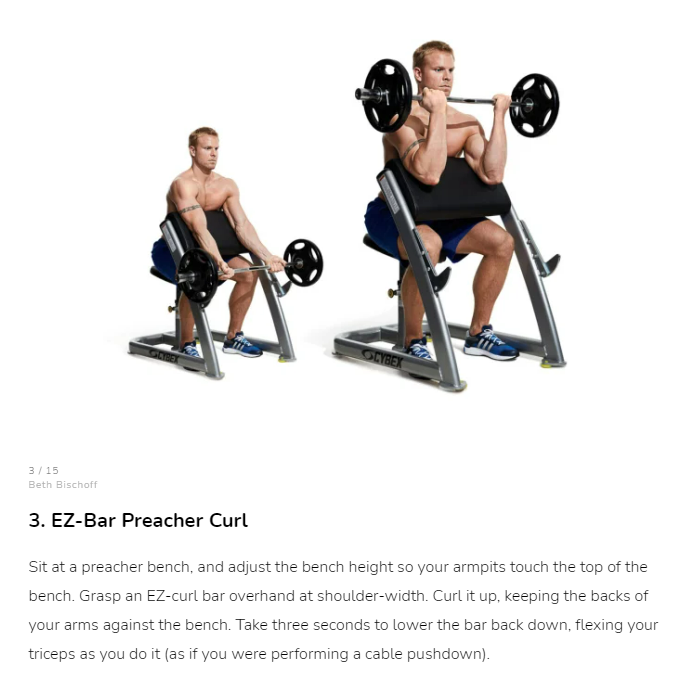 CYBEX
CYBEX
3 / 15
Beth Bischoff
3. EZ-Bar Preacher Curl
Sit at a preacher bench, and adjust the bench height so your armpits touch the top of the
bench. Grasp an EZ-curl bar overhand at shoulder-width. Curl it up, keeping the backs of
your arms against the bench. Take three seconds to lower the bar back down, flexing your
triceps as you do it (as if you were performing a cable pushdown).